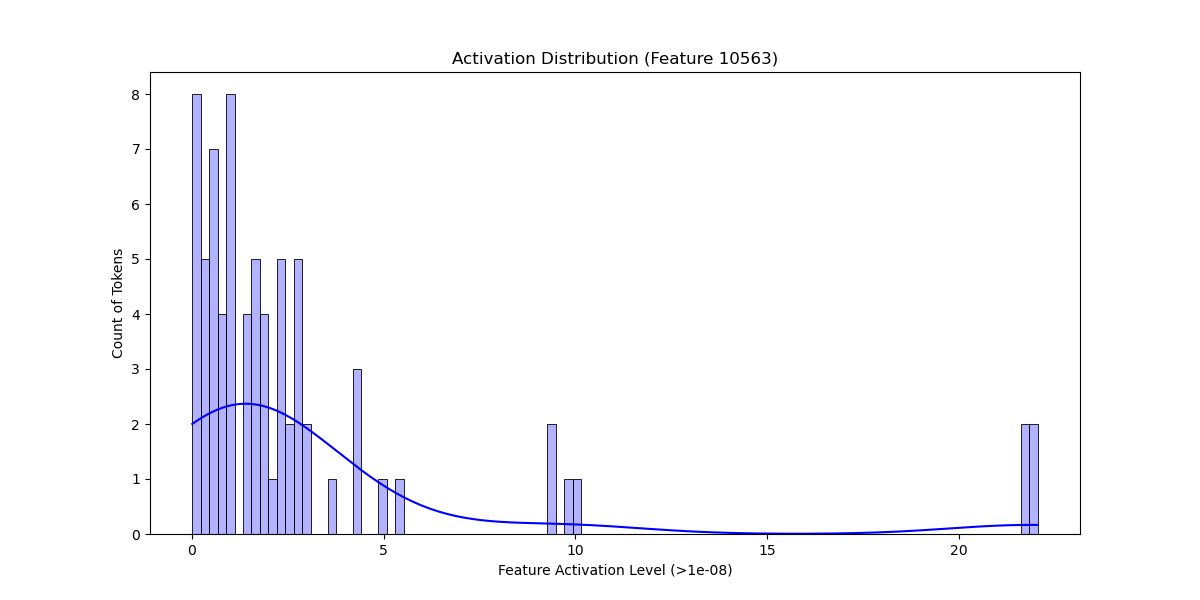 Activation Distribution (Feature 10563)
Count of Tokens
8
7
6
5
4
3
2
1
0
0 5 10 15 20
Feature Activation Level (>1e-08)